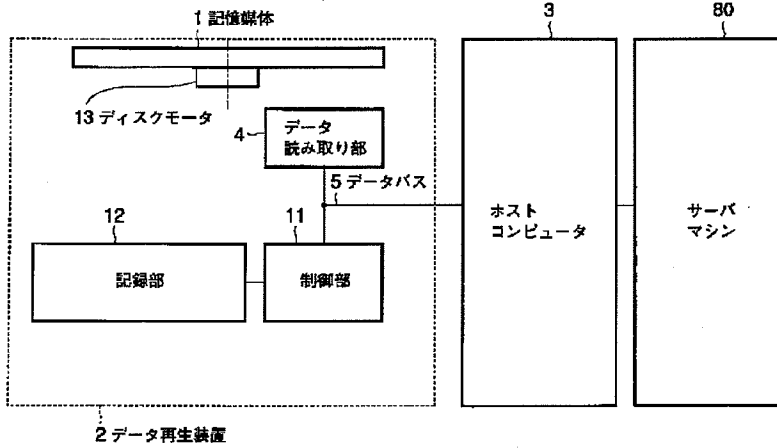 1 記憶媒体
3
80
13 ディスクモータ
4
データ
読み取り部
5 データバス
ホスト
コンピュータ
サーバ
マシン
12
11
記録部
制御部
2 データ再生装置